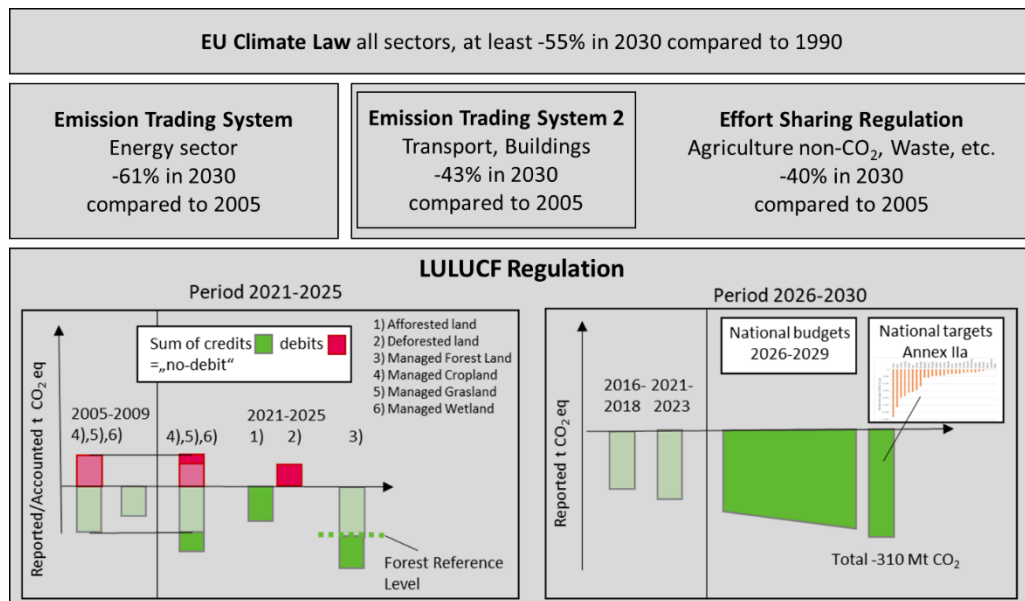 EU Climate Law all sectors, at least -55% in 2030 compared to 1990
Emission Trading System
Energy sector
-61% in 2030
compared to 2005
Emission Trading System 2
Transport, Buildings
-43% in 2030
compared to 2005
Effort Sharing Regulation
Agriculture non-CO₂, Waste, etc.
-40% in 2030
compared to 2005
LULUCF Regulation
Period 2021-2025
Reported/Accounted t CO₂ eq
Sum of credits debits
=„no-debit“
1) Afforested land
2) Deforested land
3) Managed Forest Land
4) Managed Cropland
5) Managed Grasland
6) Managed Wetland
2005-2009
4),5),6)
2021-2025
4),5),6) 1) 2) 3)
Forest Reference
Level
Period 2026-2030
Reported t CO₂ eq
2016-
2018
2021-
2023
National budgets
2026-2029
National targets
Annex IIa
Total -310 Mt CO₂